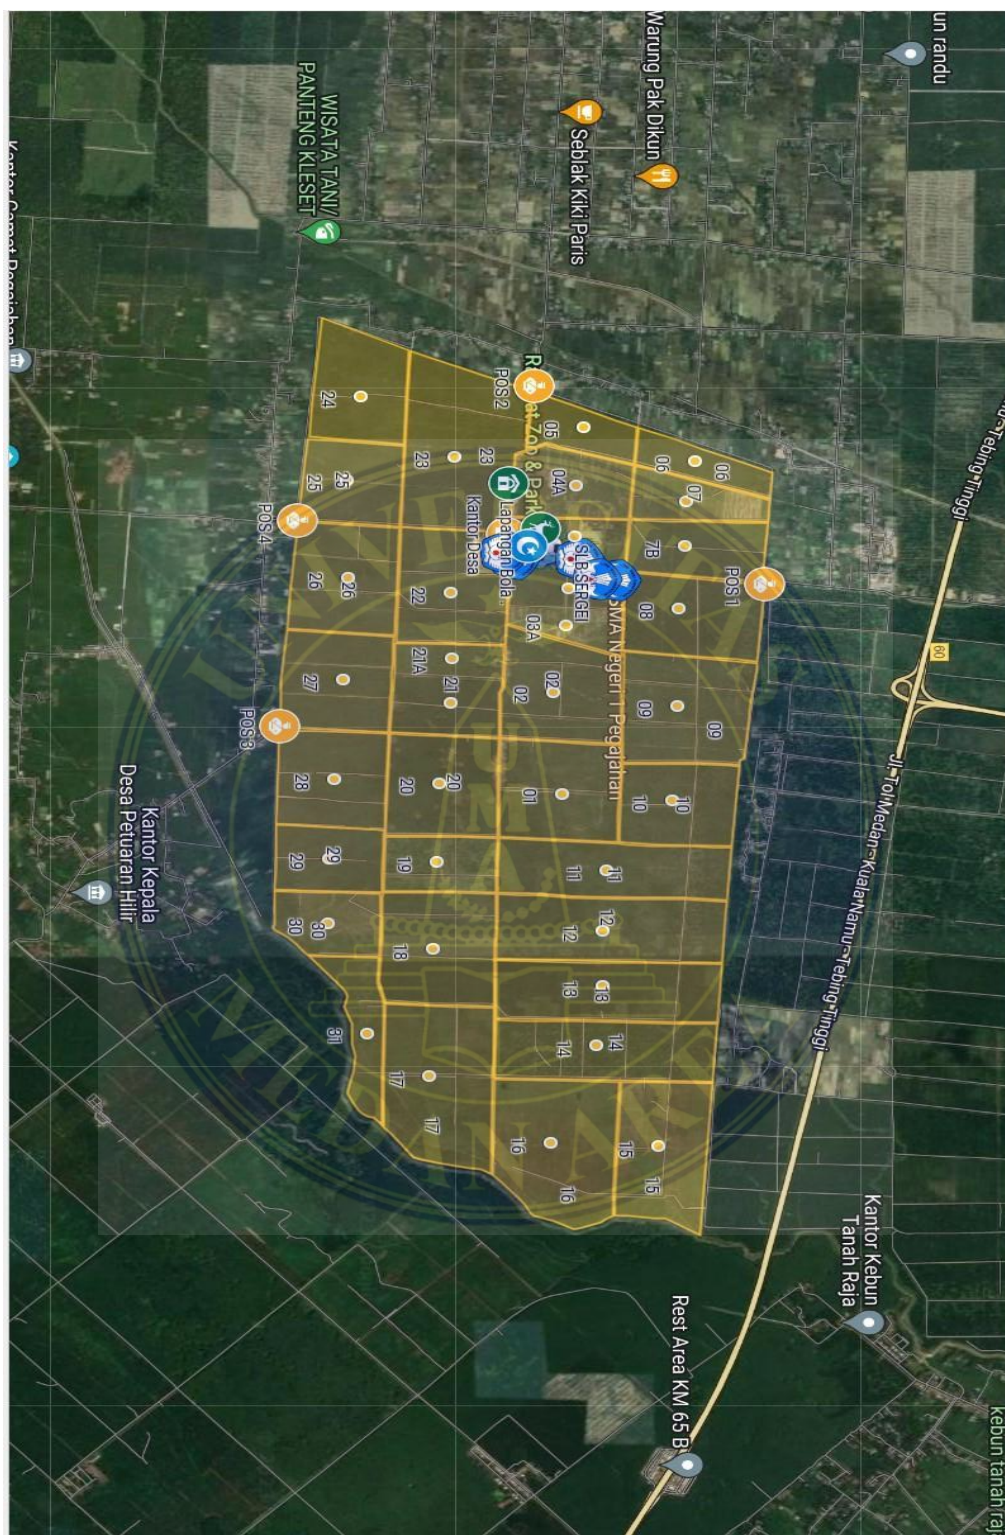 un randu
Jl. Tol Medan - KualaNamu - Tebing Tinggi
60
kebun tanah ra
Kantor Kebun
Tanah Raja
Warung Pak Dikun
Seblak Kiki Paris
POS 1
Rest Area KM 65 B
06
06
07
7B
08
09
09
10
10
SMA Negeri 1 Pegajahan
SLB SERGEI
05
04A
03A
02
02
01
11
11
12
12
13
13
14
14
15
15
16
16
POS 2
Kantor Desa
Lapangan Bola
23
23
22
21A
21
20
20
19
18
17
17
WISATA TANI/
PANTENG KLESET
24
25
25
26
26
27
28
29
29
30
30
31
POS 4
POS 3
Kantor Kepala
Desa Petuaran Hilir
Kantor Camat Pegajahan
UNIVERSITAS
MEDAN AREA
UMA